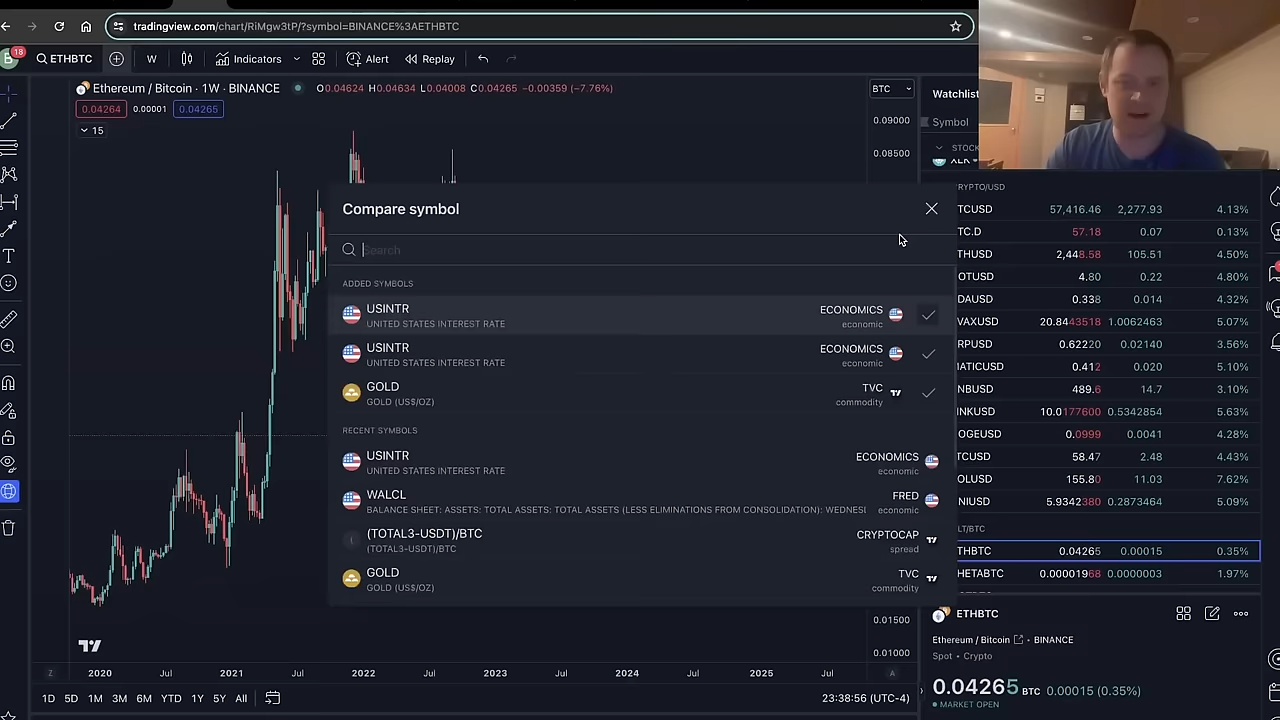 tradingview.com/chart/RiMgw3tP/?symbol=BINANCE%3AETHBTC
18
ETHBTC
W
Indicators
Alert
Replay
Ethereum / Bitcoin · 1W · BINANCE
O0.04624 H0.04634 L0.04008 C0.04265 −0.00359 (−7.76%)
BTC
Watchlist
0.04264
0.00001
0.04265
15
0.09000
0.08500
Symbol
STOCK
XLK
Compare symbol
Search
ADDED SYMBOLS
USINTR
UNITED STATES INTEREST RATE
ECONOMICS
economic
USINTR
UNITED STATES INTEREST RATE
ECONOMICS
economic
GOLD
GOLD (US$/OZ)
TVC
commodity
RECENT SYMBOLS
USINTR
UNITED STATES INTEREST RATE
ECONOMICS
economic
WALCL
BALANCE SHEET: ASSETS: TOTAL ASSETS: TOTAL ASSETS (LESS ELIMINATIONS FROM CONSOLIDATION): WEDNES
FRED
economic
(TOTAL3-USDT)/BTC
(TOTAL3-USDT)/BTC
CRYPTOCAP
spread
GOLD
GOLD (US$/OZ)
TVC
commodity
RYPTO/USD
TCUSD 57,416.46 2,277.93 4.13%
TC.D 57.18 0.07 0.13%
THUSD 2,448.58 105.51 4.50%
OTUSD 4.80 0.22 4.80%
DAUSD 0.338 0.014 4.32%
VAXUSD 20.8443518 1.0062463 5.07%
RPUSD 0.62220 0.02140 3.56%
ATICUSD 0.412 0.020 5.10%
NBUSD 489.6 14.7 3.10%
INKUSD 10.0177600 0.5342854 5.63%
OGEUSD 0.0999 0.0041 4.28%
TCUSD 58.47 2.48 4.43%
OLUSD 155.80 11.03 7.62%
NIUSD 5.9342380 0.2873464 5.09%
LT/BTC
THBTC 0.04265 0.00015 0.35%
HETABTC 0.00001968 0.0000003 1.97%
0.01500
0.01000
Z
2020 Jul 2021 Jul 2022 Jul 2024 Jul 2025 Jul
A
1D 5D 1M 3M 6M YTD 1Y 5Y All
23:38:56 (UTC-4)
ETHBTC
Ethereum / Bitcoin • BINANCE
Spot • Crypto
0.04265 BTC 0.00015 (0.35%)
MARKET OPEN